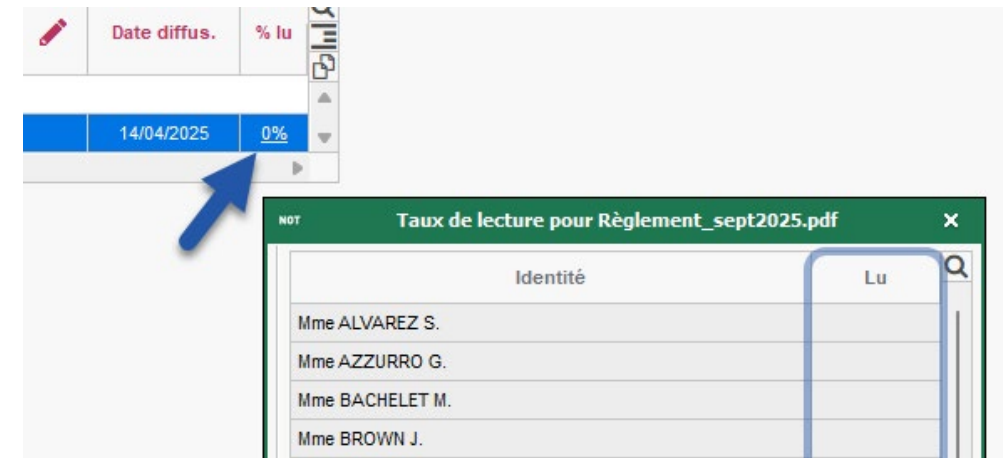 Date diffus. % lu
14/04/2025 0%
NOT Taux de lecture pour Règlement_sept2025.pdf
Identité Lu
Mme ALVAREZ S.
Mme AZZURRO G.
Mme BACHELET M.
Mme BROWN J.